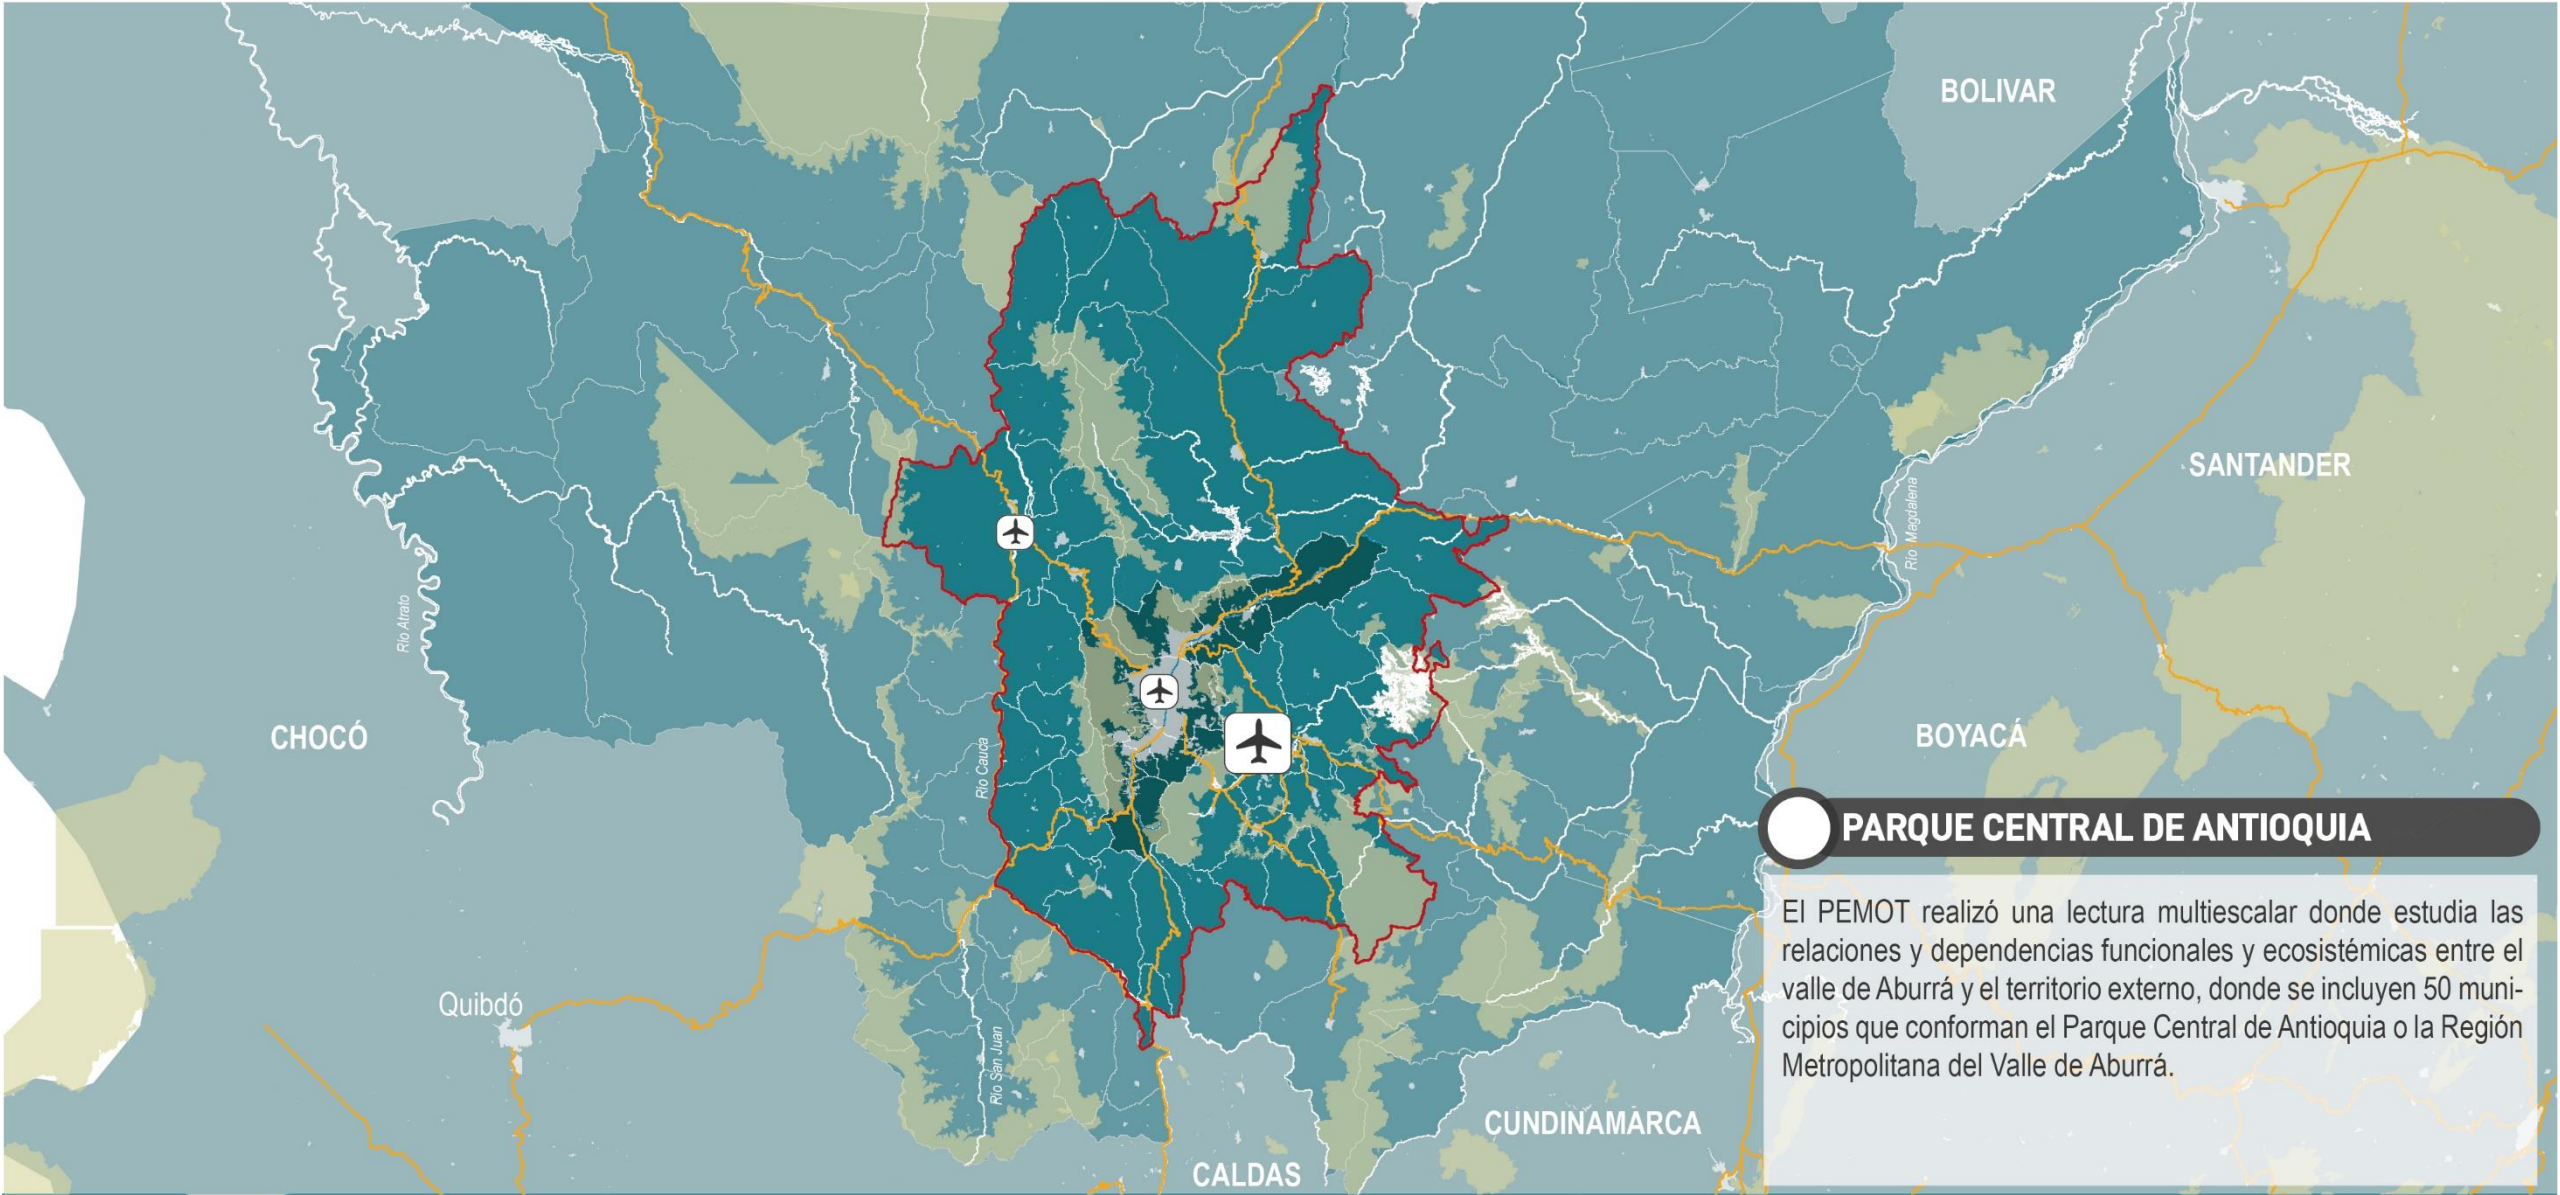 BOLIVAR
SANTANDER
Río Magdalena
Río Atrato
CHOCÓ
Río Cauca
BOYACÁ
PARQUE CENTRAL DE ANTIOQUIA
El PEMOT realizó una lectura multiescalar donde estudia las
relaciones y dependencias funcionales y ecosistémicas entre el
valle de Aburrá y el territorio externo, donde se incluyen 50 muni-
cipios que conforman el Parque Central de Antioquia o la Región
Metropolitana del Valle de Aburrá.
Quibdó
Río San Juan
CUNDINAMARCA
CALDAS